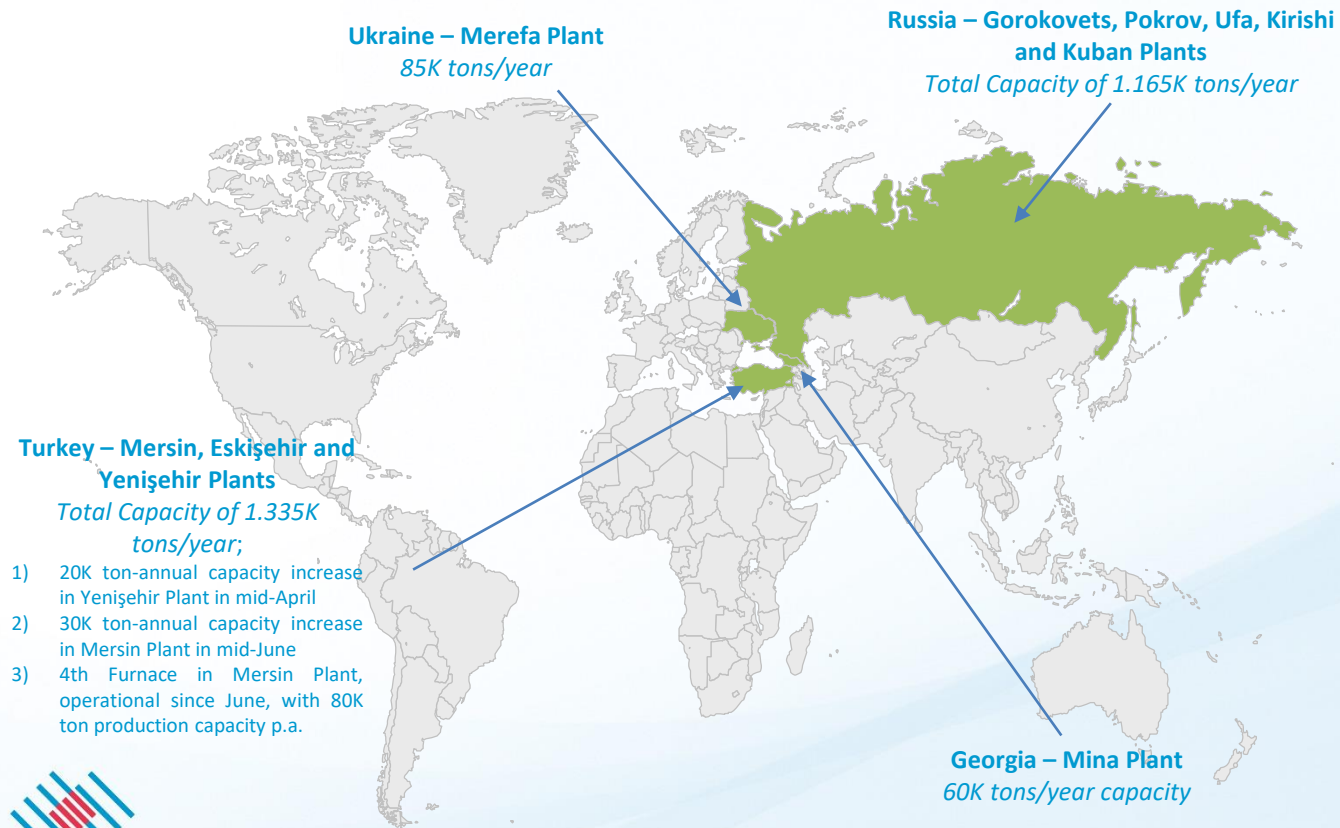 Ukraine – Merefa Plant
85K tons/year
Russia – Gorokovets, Pokrov, Ufa, Kirishi
and Kuban Plants
Total Capacity of 1.165K tons/year
Turkey – Mersin, Eskişehir and
Yenişehir Plants
Total Capacity of 1.335K
tons/year;
1) 20K ton-annual capacity increase
in Yenişehir Plant in mid-April
2) 30K ton-annual capacity increase
in Mersin Plant in mid-June
3) 4th Furnace in Mersin Plant,
operational since June, with 80K
ton production capacity p.a.
Georgia – Mina Plant
60K tons/year capacity